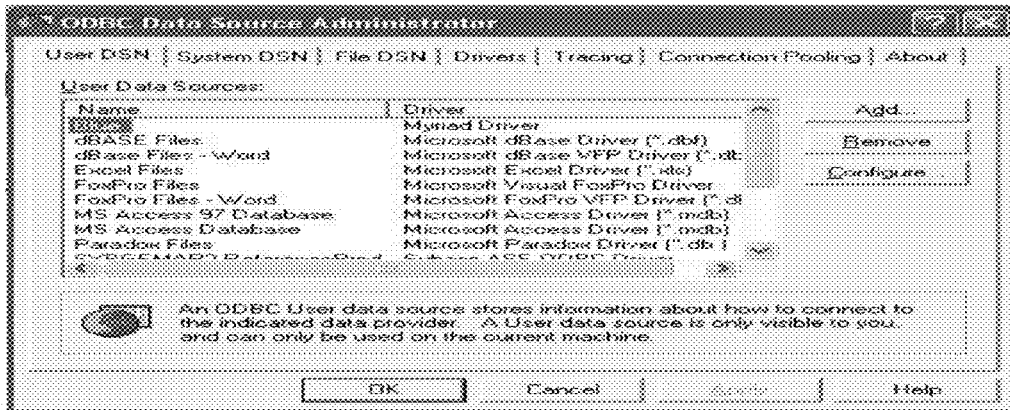 ODBC Data Source Administrator
User DSN System DSN File DSN Drivers Tracing Connection Pooling About
User Data Sources:
Name Driver
Myriad Driver
dBASE Files Microsoft dBase Driver (*.dbf)
dBase Files - Word Microsoft dBase VFP Driver (*.db
Excel Files Microsoft Excel Driver (*.xls)
FoxPro Files Microsoft Visual FoxPro Driver
FoxPro Files - Word Microsoft FoxPro VFP Driver (*.d
MS Access 97 Database Microsoft Access Driver (*.mdb)
MS Access Database Microsoft Access Driver (*.mdb)
Paradox Files Microsoft Paradox Driver (*.db )
Sybase ASE ODBC Driver
Add...
Remove
Configure...
An ODBC User data source stores information about how to connect to
the indicated data provider. A User data source is only visible to you,
and can only be used on the current machine.
OK Cancel Apply Help